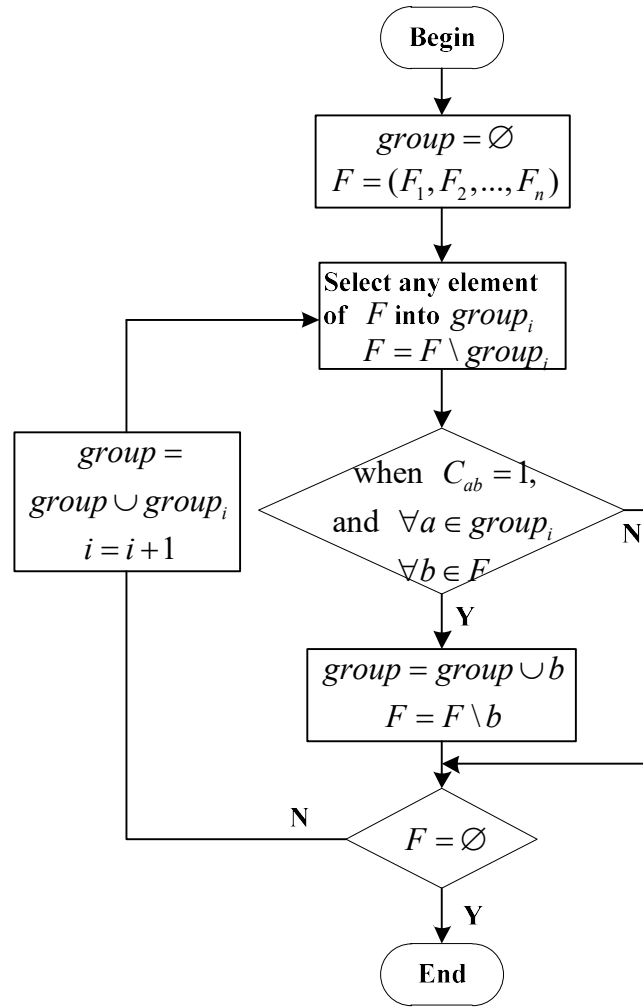 Begin
group = ∅
F = (F₁, F₂, ..., Fₙ)
Select any element
of F into groupᵢ
F = F \ groupᵢ
group =
group ∪ groupᵢ
i = i + 1
when C_ab = 1,
and ∀a ∈ groupᵢ
∀b ∈ F
N
Y
group = group ∪ b
F = F \ b
N
F = ∅
Y
End